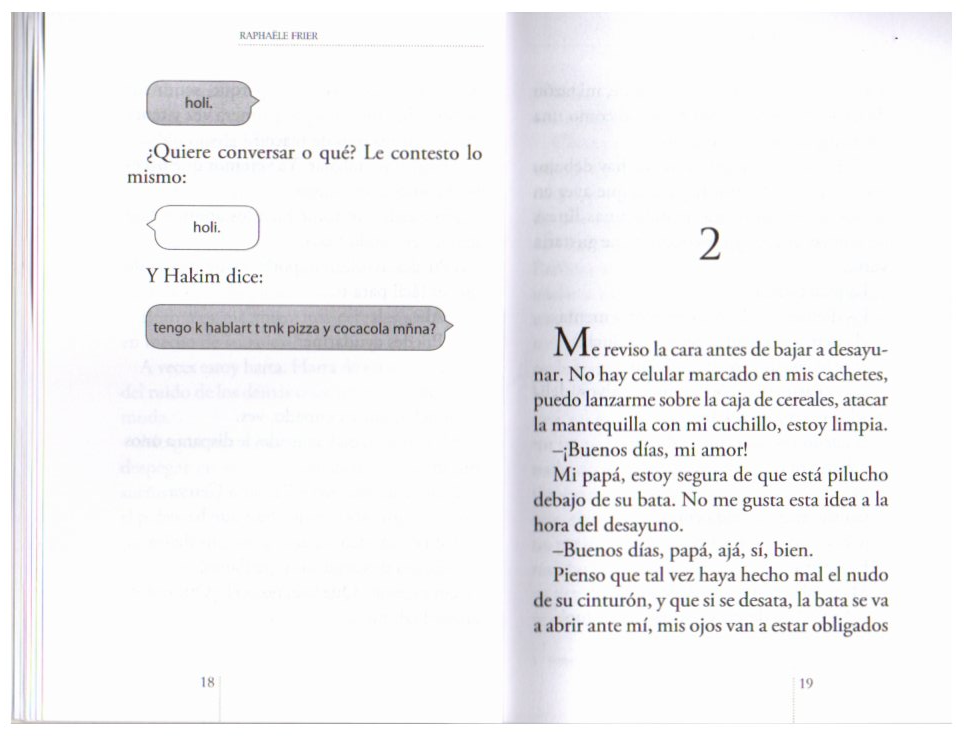 RAPHAËLE FRIER
holi.
¿Quiere conversar o qué? Le contesto lo
mismo:
holi.
Y Hakim dice:
tengo k hablart t tnk pizza y cocacola mñna?
18
2
Me reviso la cara antes de bajar a desayu-
nar. No hay celular marcado en mis cachetes,
puedo lanzarme sobre la caja de cereales, atacar
la mantequilla con mi cuchillo, estoy limpia.
–¡Buenos días, mi amor!
Mi papá, estoy segura de que está pilucho
debajo de su bata. No me gusta esta idea a la
hora del desayuno.
–Buenos días, papá, ajá, sí, bien.
Pienso que tal vez haya hecho mal el nudo
de su cinturón, y que si se desata, la bata se va
a abrir ante mí, mis ojos van a estar obligados
19